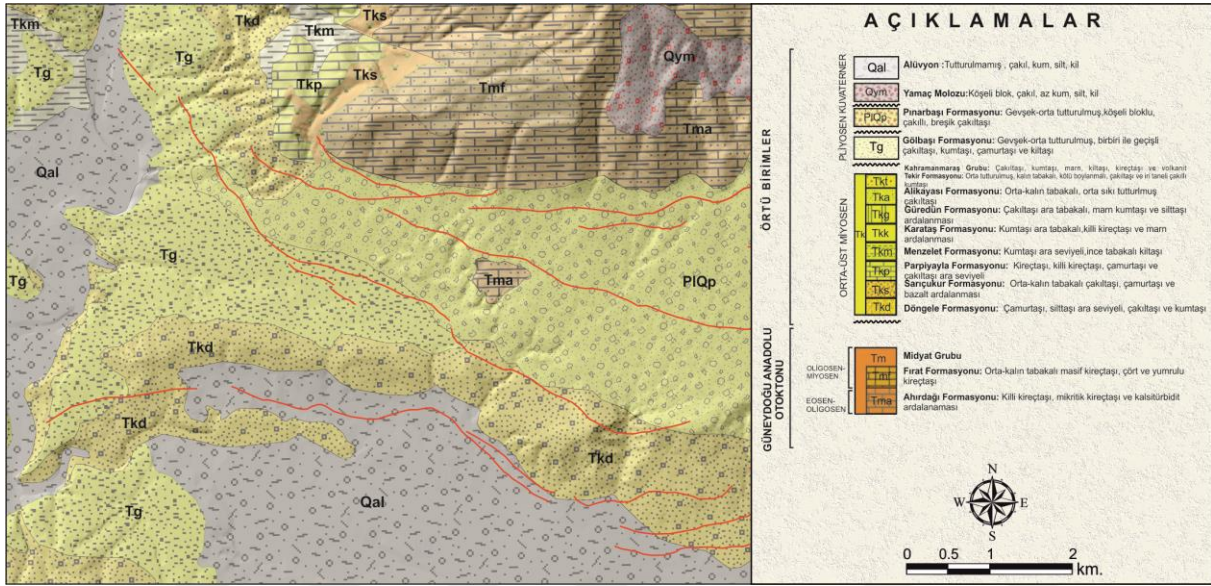 Tkm
Tkd
Tks
Tkm
Tg
Tg
Tks
Tkp
Tmf
Qym
Tma
Qal
Tg
Tg
Tma
PlQp
Tkd
Tkd
Tkd
Tg
Qal
AÇIKLAMALAR
ÖRTÜ BİRİMLER
PLİYOSEN KUVATERNER
Qal
Alüvyon :Tutturulmamış , çakıl, kum, silt, kil
Qym
Yamaç Molozu:Köşeli blok, çakıl, az kum, silt, kil
PlQp
Pınarbaşı Formasyonu: Gevşek-orta tutturulmuş,köşeli bloklu,
çakıllı, breşik çakıltaşı
Tg
Gölbaşı Formasyonu: Gevşek-orta tutturulmuş, birbiri ile geçişli
çakıltaşı, kumtaşı, çamurtaşı ve kiltaşı
ORTA-ÜST MİYOSEN
Tk
Kahramanmaraş Grubu: Çakıltaşı, kumtaşı, marn, kiltaşı, kireçtaşı ve volkanit
Tkt
Tekir Formasyonu: Orta tutturulmuş, kalın tabakalı, kötü boylanmalı, çakıltaşı ve iri taneli çakıllı
kumtaşı
Tka
Alikayası Formasyonu: Orta-kalın tabakalı, orta sıkı tutturlmuş
çakıltaşı
Tkg
Güredün Formasyonu: Çakıltaşı ara tabakalı, marn kumtaşı ve silttaşı
ardalanması
Tkk
Karataş Formasyonu: Kumtaşı ara tabakalı,killi kireçtaşı ve marn
ardalanması
Tkm
Menzelet Formasyonu: Kumtaşı ara seviyeli,ince tabakalı kiltaşı
Tkp
Parpiyayla Formasyonu: Kireçtaşı, killi kireçtaşı, çamurtaşı ve
çakıltaşı ara seviyeli
Tks
Sarıçukur Formasyonu: Orta-kalın tabakalı çakıltaşı, çamurtaşı ve
bazalt ardalanması
Tkd
Döngele Formasyonu: Çamurtaşı, silttaşı ara seviyeli, çakıltaşı ve kumtaşı
GÜNEYDOĞU ANADOLU
OTOKTONU
OLİGOSEN-
MİYOSEN
EOSEN-
OLİGOSEN
Tm
Midyat Grubu
Tmf
Fırat Formasyonu: Orta-kalın tabakalı masif kireçtaşı, çört ve yumrulu
kireçtaşı
Tma
Ahırdağı Formasyonu: Killi kireçtaşı, mikritik kireçtaşı ve kalsitürbidit
ardalanaması
N
W
E
S
0 0.5 1 2
km.